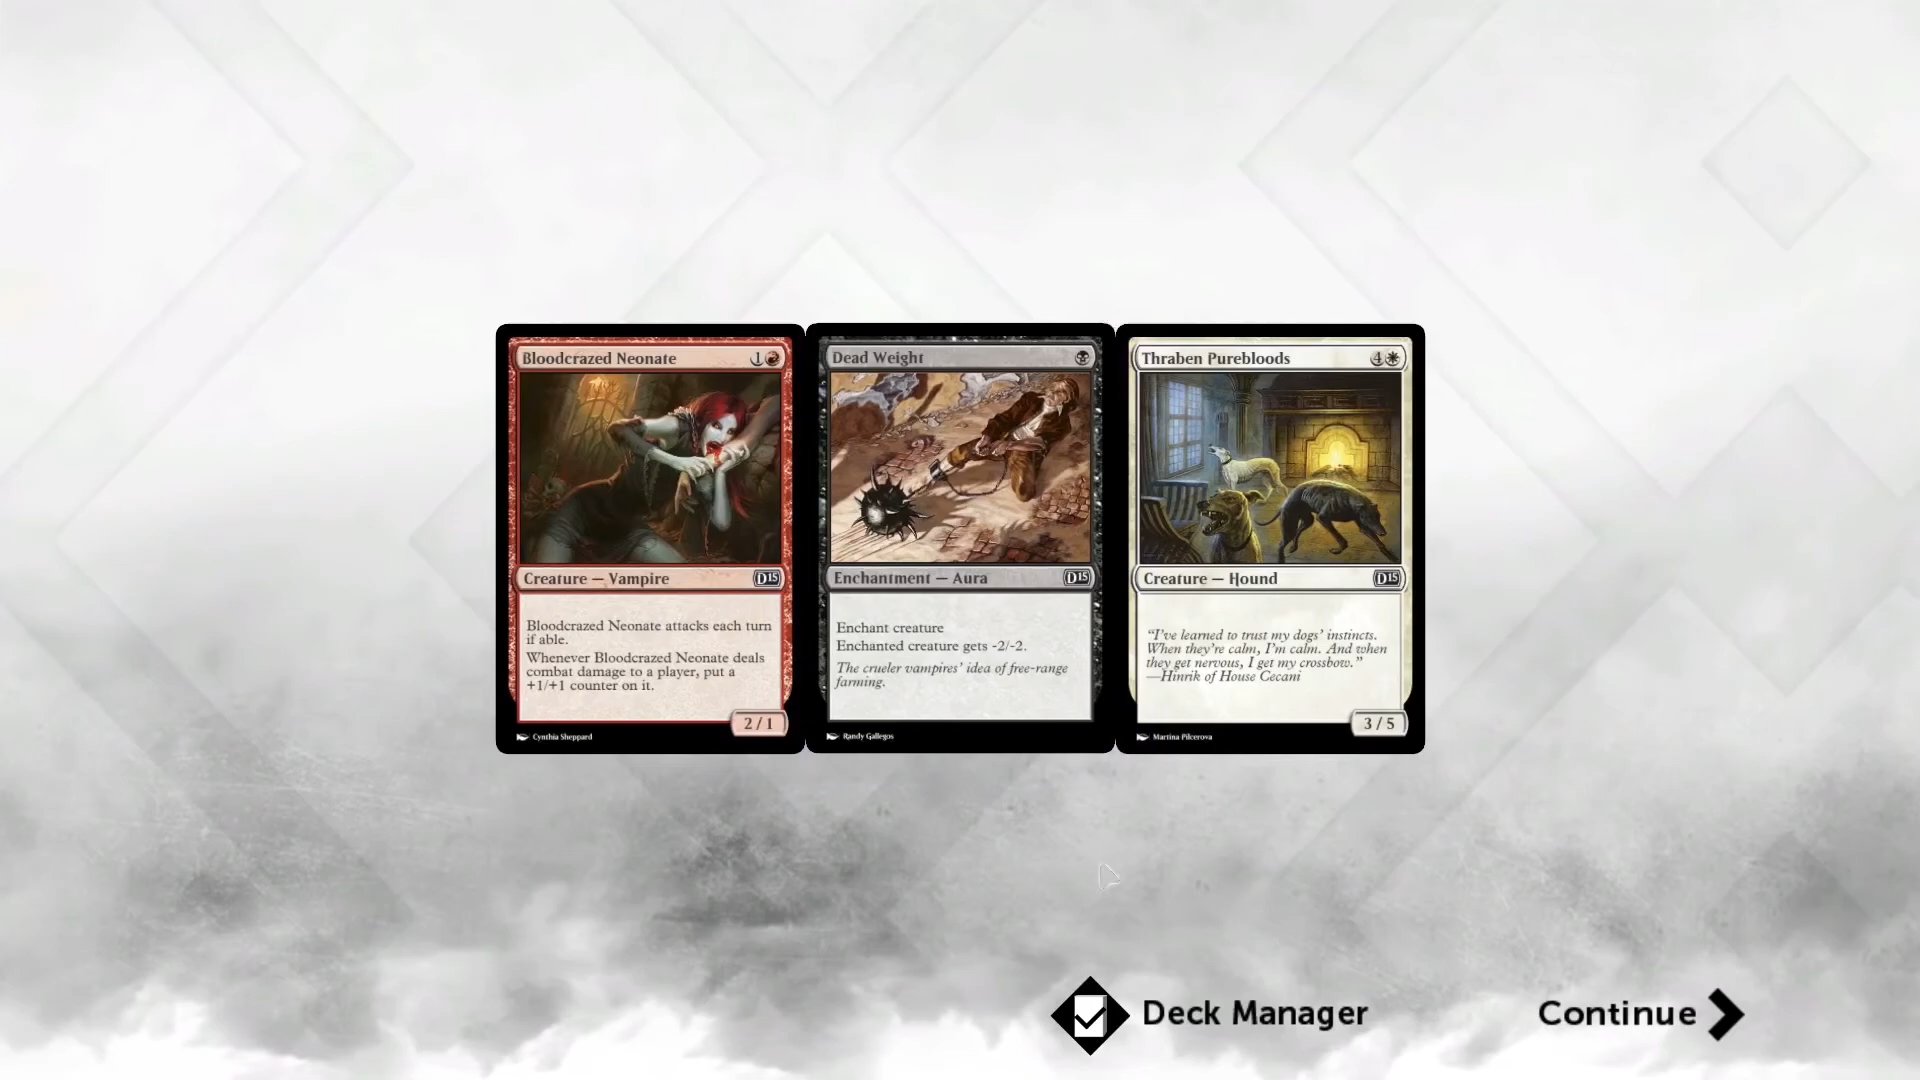 Bloodcrazed Neonate 1
Creature — Vampire D15
Bloodcrazed Neonate attacks each turn
if able.
Whenever Bloodcrazed Neonate deals
combat damage to a player, put a
+1/+1 counter on it.
2 / 1
Cynthia Sheppard
Dead Weight
Enchantment — Aura D15
Enchant creature
Enchanted creature gets -2/-2.
The crueler vampires' idea of free-range
farming.
Randy Gallegos
Thraben Purebloods 4
Creature — Hound D15
“I've learned to trust my dogs' instincts.
When they're calm, I'm calm. And when
they get nervous, I get my crossbow.”
—Hinrik of House Cecani
3 / 5
Martina Pilcerova
Deck Manager
Continue